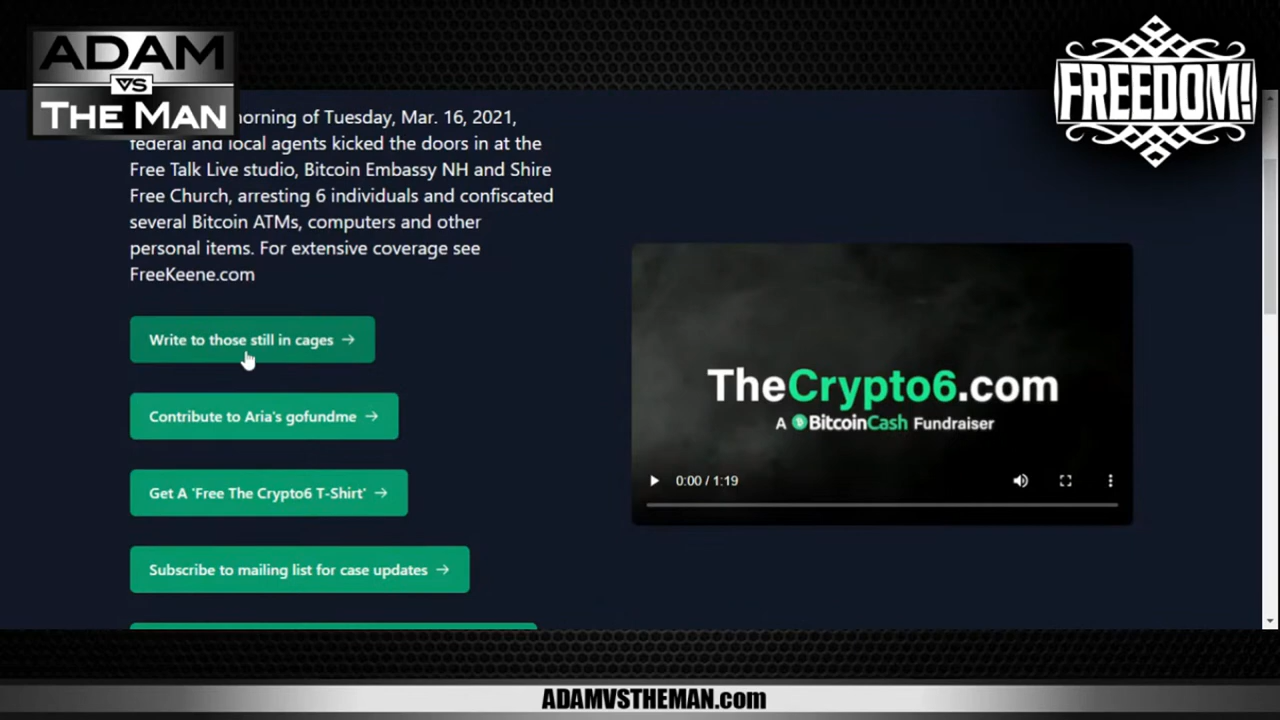 ADAM
VS
THE MAN
FREEDOM!
morning of Tuesday, Mar. 16, 2021,
federal and local agents kicked the doors in at the
Free Talk Live studio, Bitcoin Embassy NH and Shire
Free Church, arresting 6 individuals and confiscated
several Bitcoin ATMs, computers and other
personal items. For extensive coverage see
FreeKeene.com
Write to those still in cages →
Contribute to Aria's gofundme →
Get A 'Free The Crypto6 T-Shirt' →
Subscribe to mailing list for case updates →
TheCrypto6.com
A BitcoinCash Fundraiser
0:00 / 1:19
ADAMVSTHEMAN.com